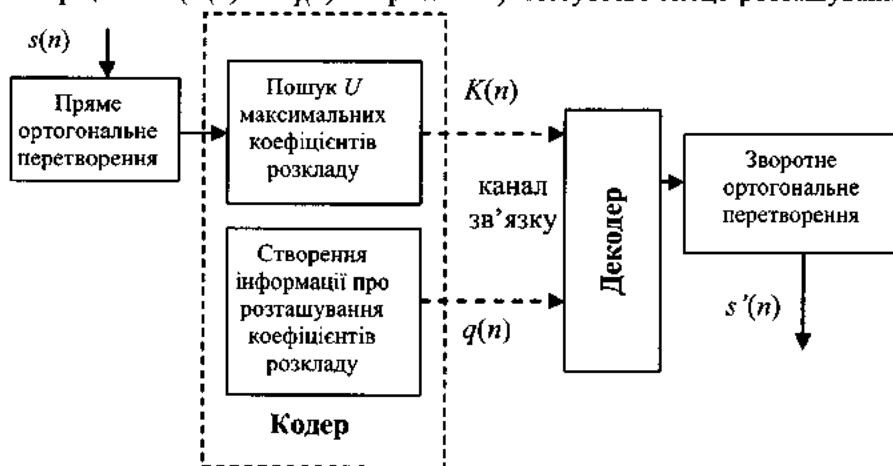 s(n)
Пряме
ортогональне
перетворення
Пошук U
максимальних
коефіцієнтів
розкладу
Створення
інформації про
розташування
коефіцієнтів
розкладу
Кодер
K(n)
канал
зв’язку
q(n)
Декодер
Зворотне
ортогональне
перетворення
s’(n)